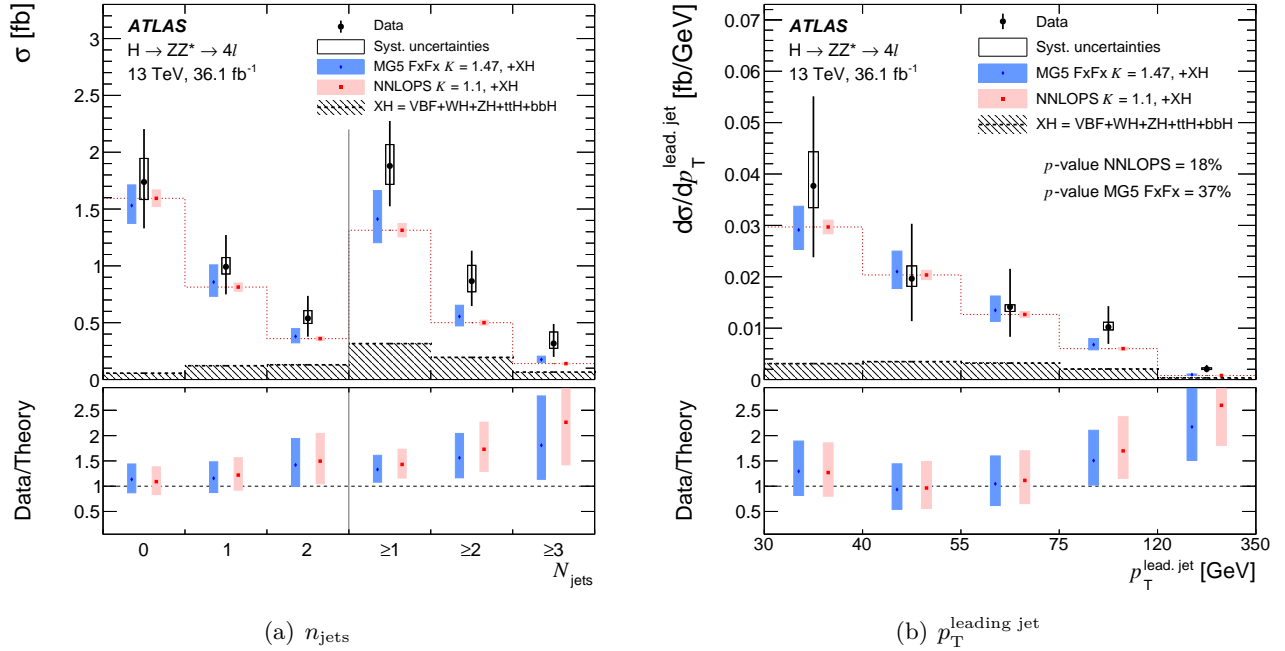 σ [fb]
ATLAS
H → ZZ* → 4l
13 TeV, 36.1 fb⁻¹
Data
Syst. uncertainties
MG5 FxFx K = 1.47, +XH
NNLOPS K = 1.1, +XH
XH = VBF+WH+ZH+ttH+bbH
3
2.5
2
1.5
1
0.5
0
Data/Theory
2.5
2
1.5
1
0.5
0 1 2 ≥1 ≥2 ≥3
N_jets
(a) n_jets
dσ/dp_T^lead. jet [fb/GeV]
ATLAS
H → ZZ* → 4l
13 TeV, 36.1 fb⁻¹
Data
Syst. uncertainties
MG5 FxFx K = 1.47, +XH
NNLOPS K = 1.1, +XH
XH = VBF+WH+ZH+ttH+bbH
p-value NNLOPS = 18%
p-value MG5 FxFx = 37%
0.07
0.06
0.05
0.04
0.03
0.02
0.01
0
Data/Theory
2.5
2
1.5
1
0.5
30 40 55 75 120 350
p_T^lead. jet [GeV]
(b) p_T^leading jet